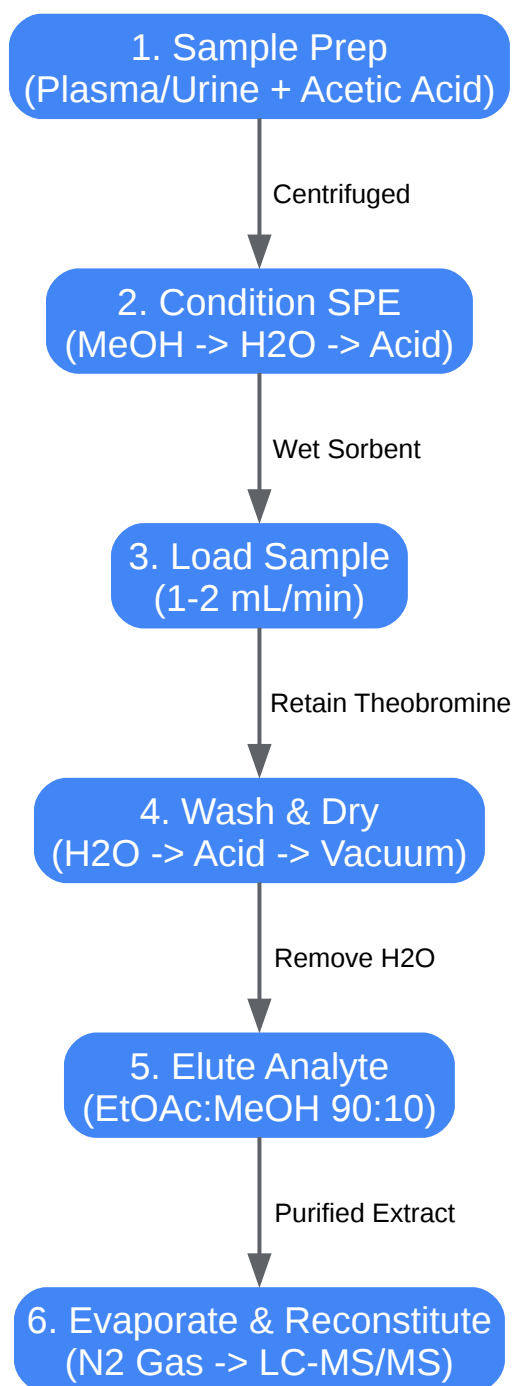 1. Sample Prep
(Plasma/Urine + Acetic Acid)
Centrifuged
2. Condition SPE
(MeOH -> H2O -> Acid)
Wet Sorbent
3. Load Sample
(1-2 mL/min)
Retain Theobromine
4. Wash & Dry
(H2O -> Acid -> Vacuum)
Remove H2O
5. Elute Analyte
(EtOAc:MeOH 90:10)
Purified Extract
6. Evaporate & Reconstitute
(N2 Gas -> LC-MS/MS)